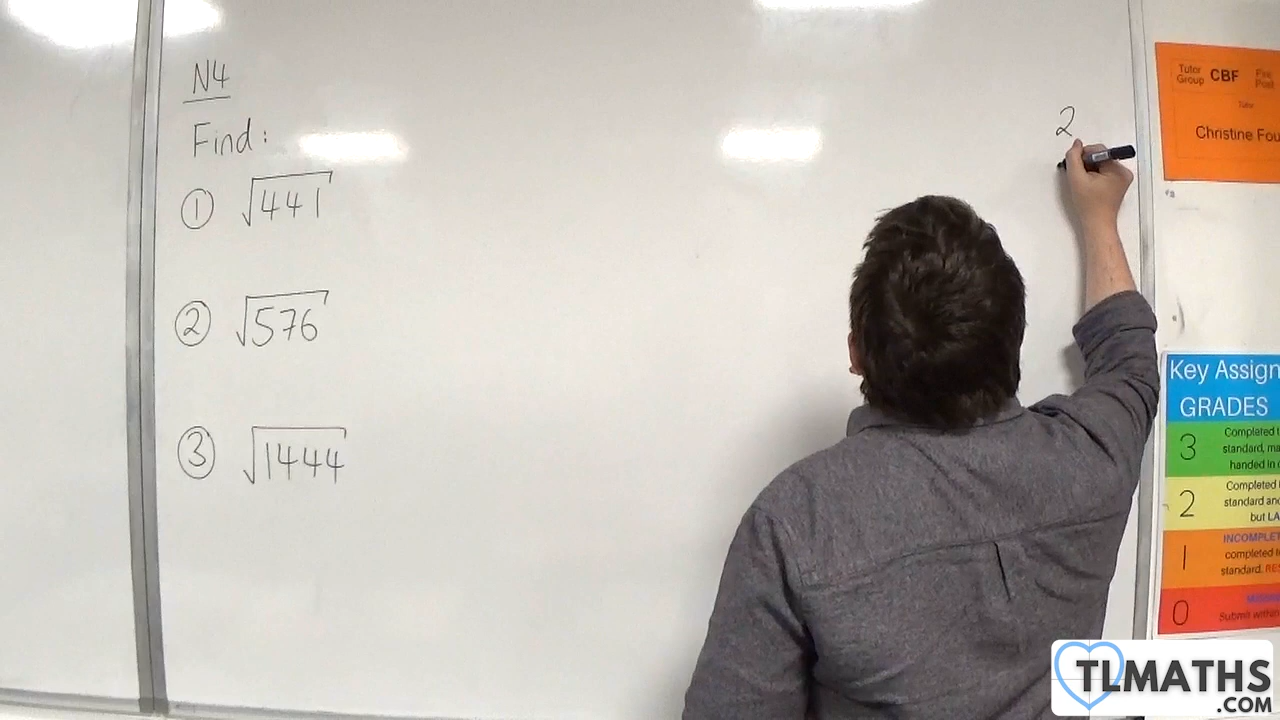 N4
Find:
① √441
② √576
③ √1444
2
Tutor Group CBF
Tutor
Christine Fou
Key Assign
GRADES
3 Completed
standard, ma
handed in
2 Completed
standard and
but LA
1 INCOMPLET
completed
standard. RES
0
Submit within
TLMATHS
.COM